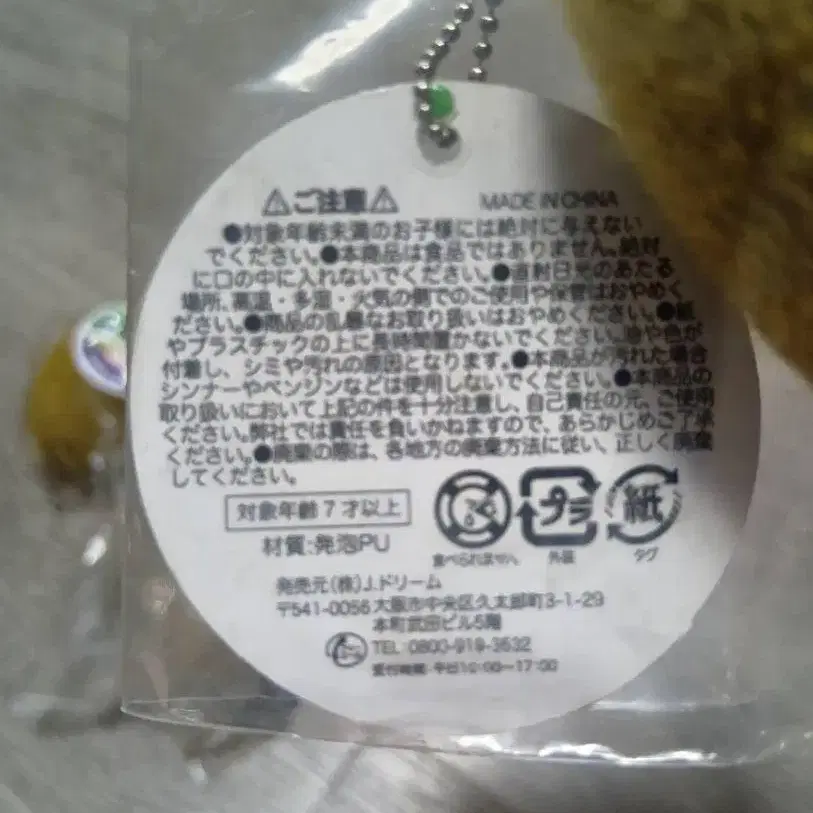 ⚠ご注意⚠ MADE IN CHINA
●対象年齢未満のお子様には絶対に与えない
でください。●本商品は食品ではありません。絶対
に口の中に入れないでください。●直射日光のあたる
場所、高温・多湿・火気の側でのご使用や保管はおやめく
ださい。●商品の乱暴なお取り扱いはおやめください。●紙
やプラスチックの上に長時間置かないでください。油や色が
付着し、シミや汚れの原因となります。●本商品が汚れた場合
シンナーやベンジンなどは使用しないでください。●本商品の
取り扱いにおいて上記の件を十分注意し、自己責任の元、ご使用
ください。弊社では責任を負いかねますので、あらかじめご了承
ください。●廃棄の際は、各地方の廃棄方法に従い、正しく廃棄
してください。
対象年齢7才以上
材質:発泡PU
食べられません
プラ
外装
紙
タグ
発売元(株)J.ドリーム
〒541-0056 大阪市中央区久太郎町3-1-29
本町武田ビル5階
TEL:0800-919-3532
受付時間:平日10:00〜17:00